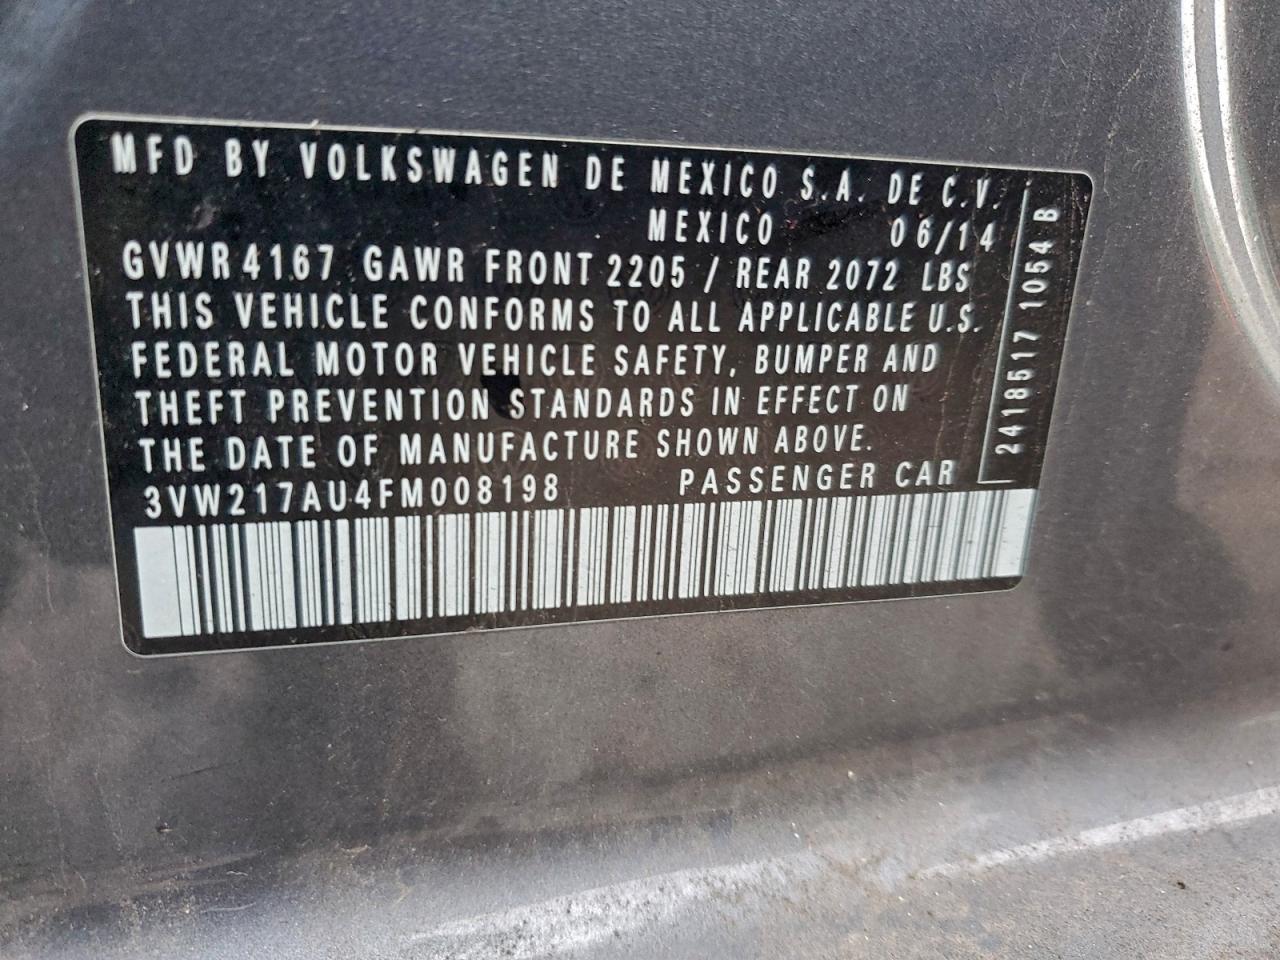 MFD BY VOLKSWAGEN DE MEXICO S.A. DE C.V.
MEXICO 06/14
GVWR 4167 GAWR FRONT 2205 / REAR 2072 LBS
THIS VEHICLE CONFORMS TO ALL APPLICABLE U.S.
FEDERAL MOTOR VEHICLE SAFETY, BUMPER AND
THEFT PREVENTION STANDARDS IN EFFECT ON
THE DATE OF MANUFACTURE SHOWN ABOVE.
3VW217AU4FM008198 PASSENGER CAR
2418517 1054 B